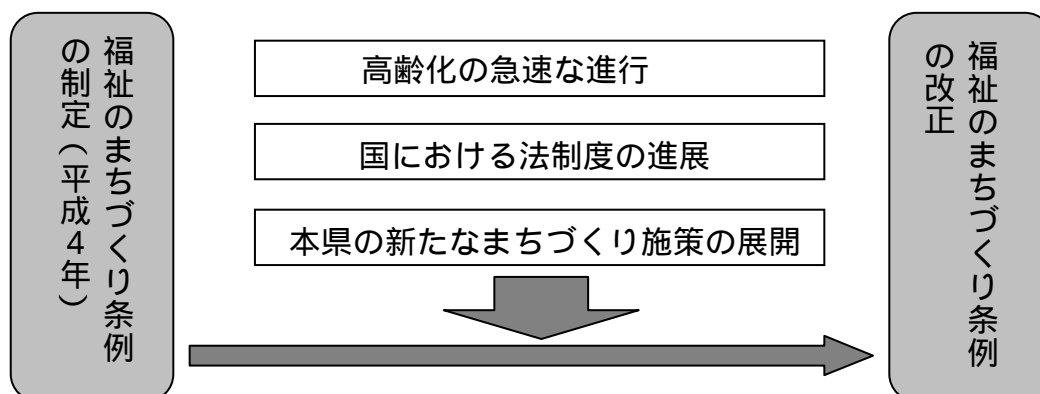 福祉のまちづくり条例
の制定（平成４年）
高齢化の急速な進行
国における法制度の進展
本県の新たなまちづくり施策の展開
福祉のまちづくり条例
の改正